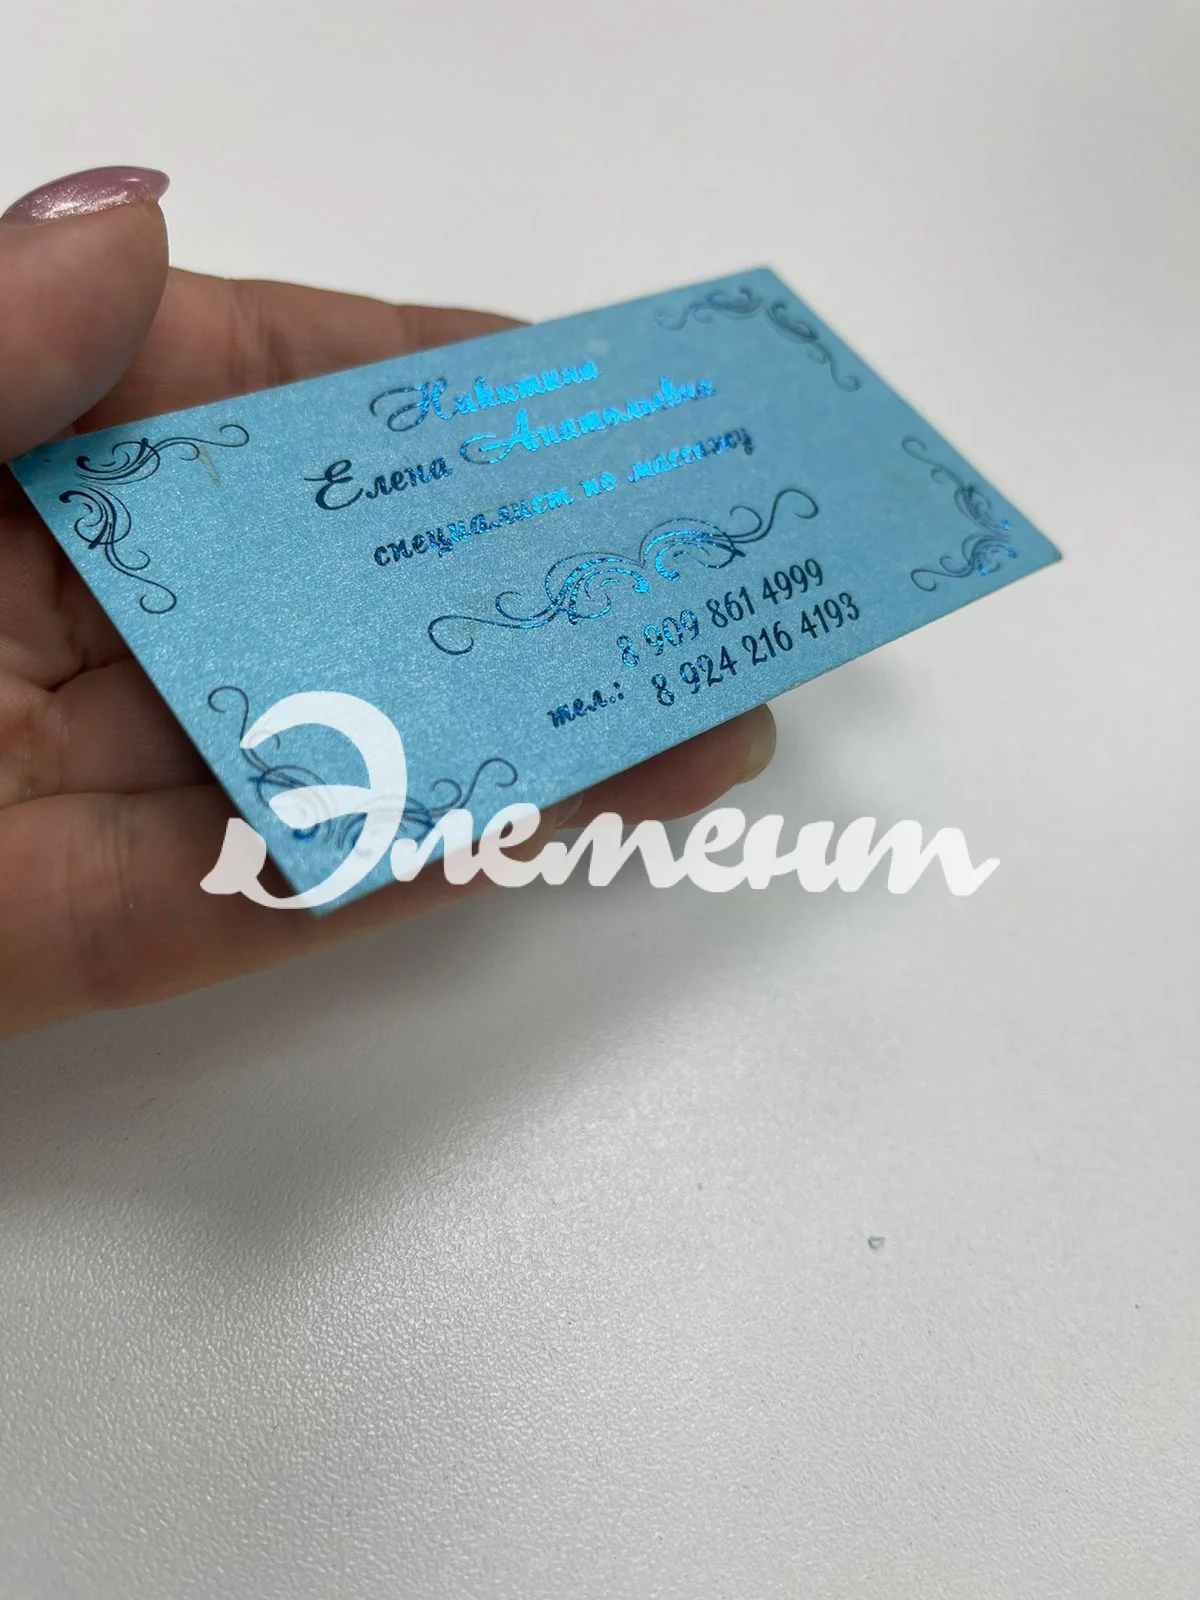 Никитина
Елена Анатольевна
специалист по массажу
8 909 861 4999
тел.: 8 924 216 4193
Элемент